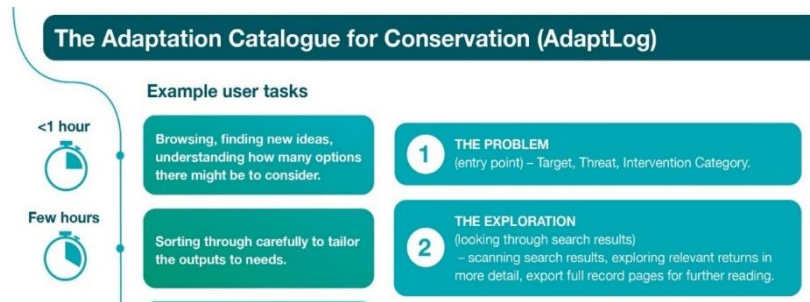 The Adaptation Catalogue for Conservation (AdaptLog)
Example user tasks
<1 hour
Browsing, finding new ideas,
understanding how many options
there might be to consider.
1
THE PROBLEM
(entry point) – Target, Threat, Intervention Category.
Few hours
Sorting through carefully to tailor
the outputs to needs.
2
THE EXPLORATION
(looking through search results)
– scanning search results, exploring relevant returns in
more detail, export full record pages for further reading.